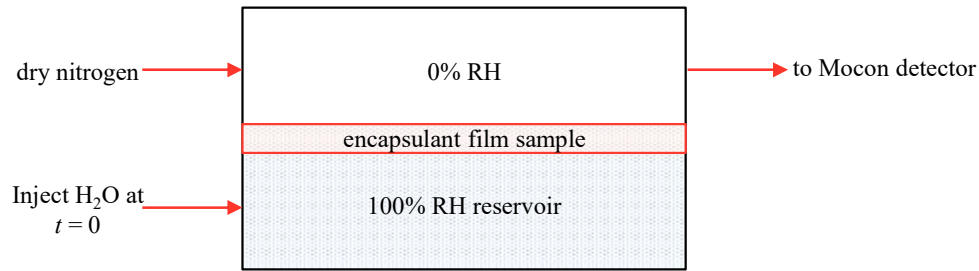 dry nitrogen
0% RH
to Mocon detector
encapsulant film sample
Inject H₂O at
t = 0
100% RH reservoir